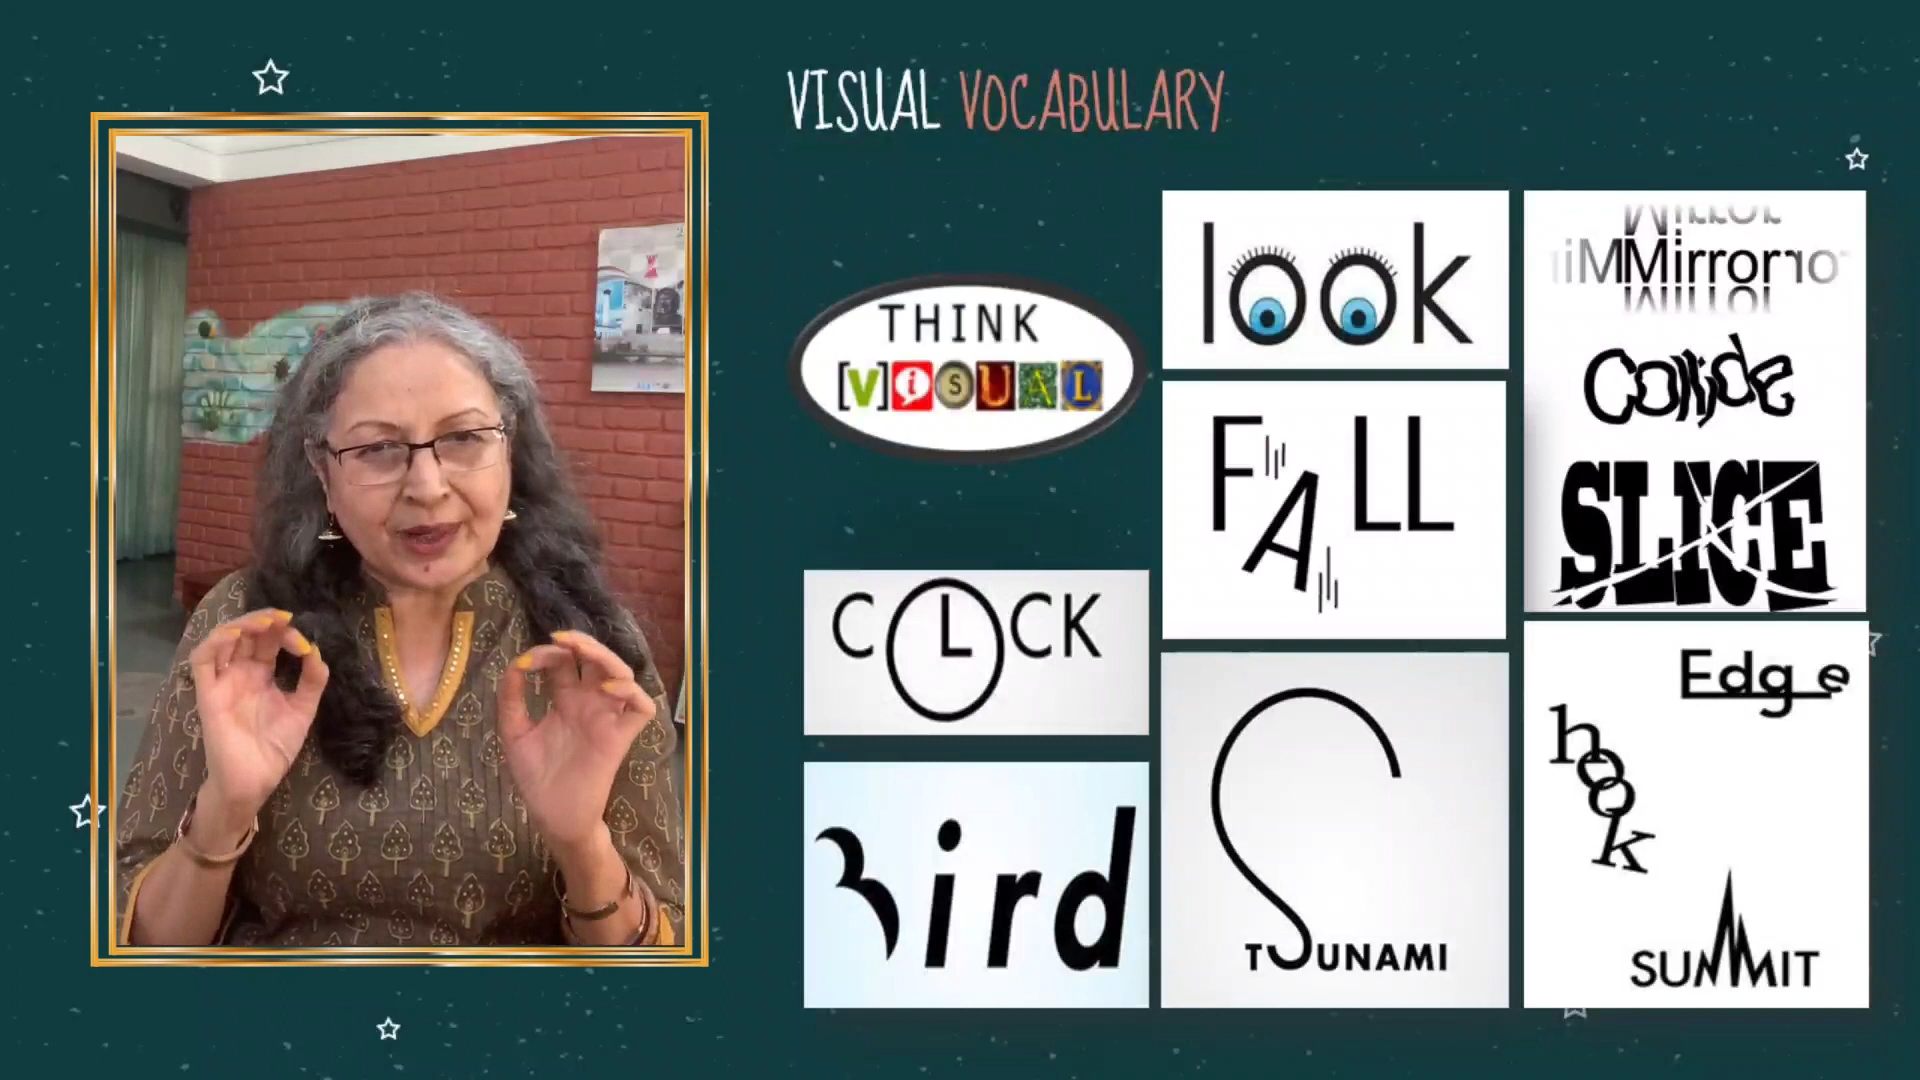 VISUAL VOCABULARY
THINK
[V]iSUAL
look
Mirror
Collide
SLICE
FALL
CLOCK
Bird
TSUNAMI
Edge
hook
SUMMIT